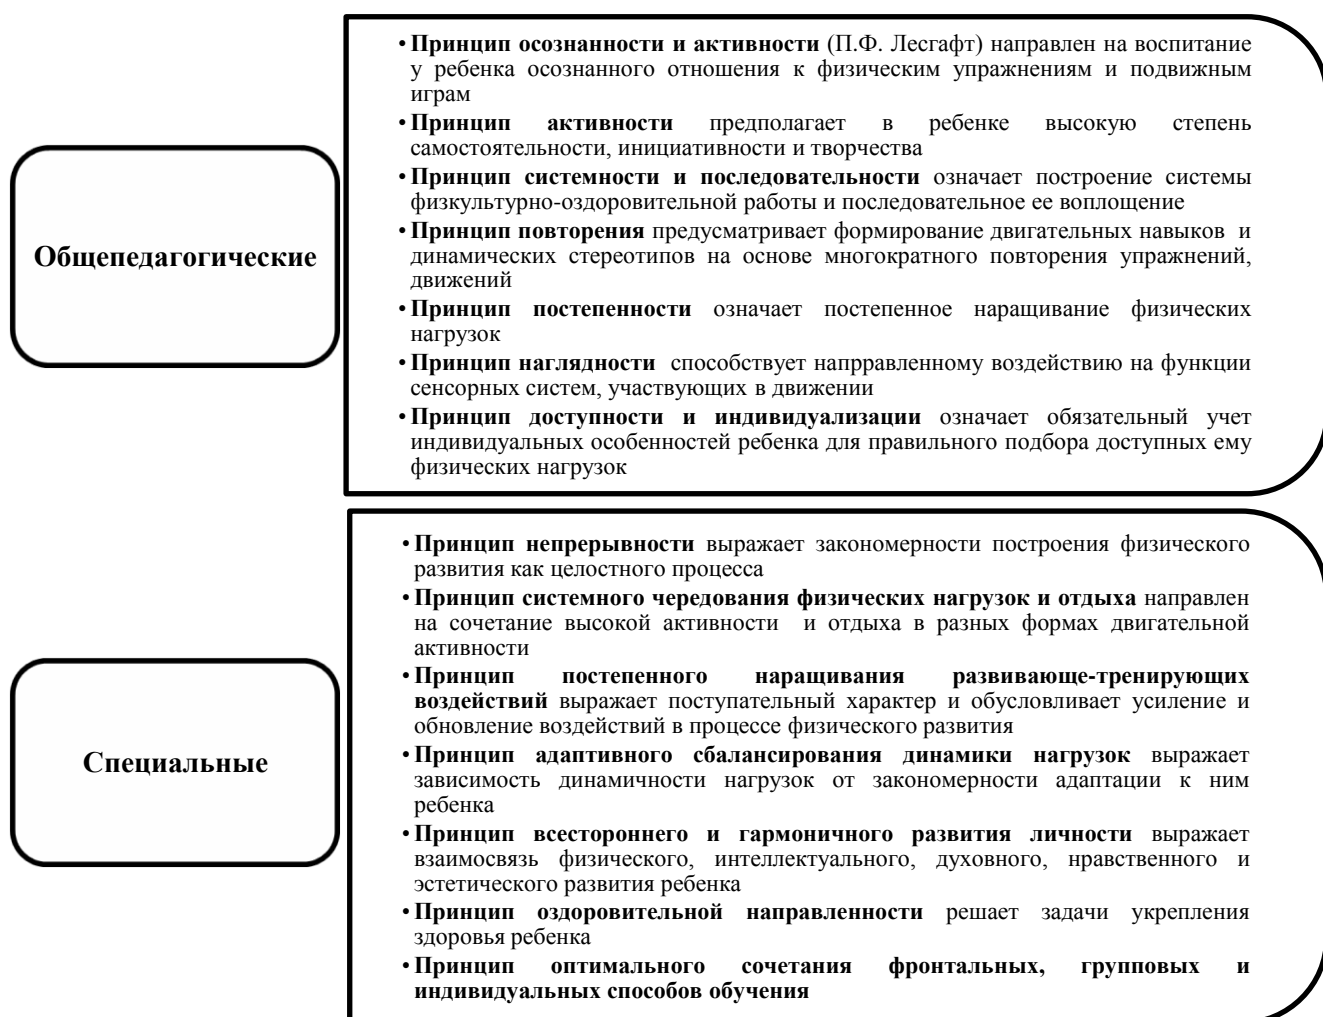 Общепедагогические
• Принцип осознанности и активности (П.Ф. Лесгафт) направлен на воспитание
у ребенка осознанного отношения к физическим упражнениям и подвижным
играм
• Принцип активности предполагает в ребенке высокую степень
самостоятельности, инициативности и творчества
• Принцип системности и последовательности означает построение системы
физкультурно-оздоровительной работы и последовательное ее воплощение
• Принцип повторения предусматривает формирование двигательных навыков и
динамических стереотипов на основе многократного повторения упражнений,
движений
• Принцип постепенности означает постепенное наращивание физических
нагрузок
• Принцип наглядности способствует напрравленному воздействию на функции
сенсорных систем, участвующих в движении
• Принцип доступности и индивидуализации означает обязательный учет
индивидуальных особенностей ребенка для правильного подбора доступных ему
физических нагрузок
Специальные
• Принцип непрерывности выражает закономерности построения физического
развития как целостного процесса
• Принцип системного чередования физических нагрузок и отдыха направлен
на сочетание высокой активности и отдыха в разных формах двигательной
активности
• Принцип постепенного наращивания развивающе-тренирующих
воздействий выражает поступательный характер и обусловливает усиление и
обновление воздействий в процессе физического развития
• Принцип адаптивного сбалансирования динамики нагрузок выражает
зависимость динамичности нагрузок от закономерности адаптации к ним
ребенка
• Принцип всестороннего и гармоничного развития личности выражает
взаимосвязь физического, интеллектуального, духовного, нравственного и
эстетического развития ребенка
• Принцип оздоровительной направленности решает задачи укрепления
здоровья ребенка
• Принцип оптимального сочетания фронтальных, групповых и
индивидуальных способов обучения